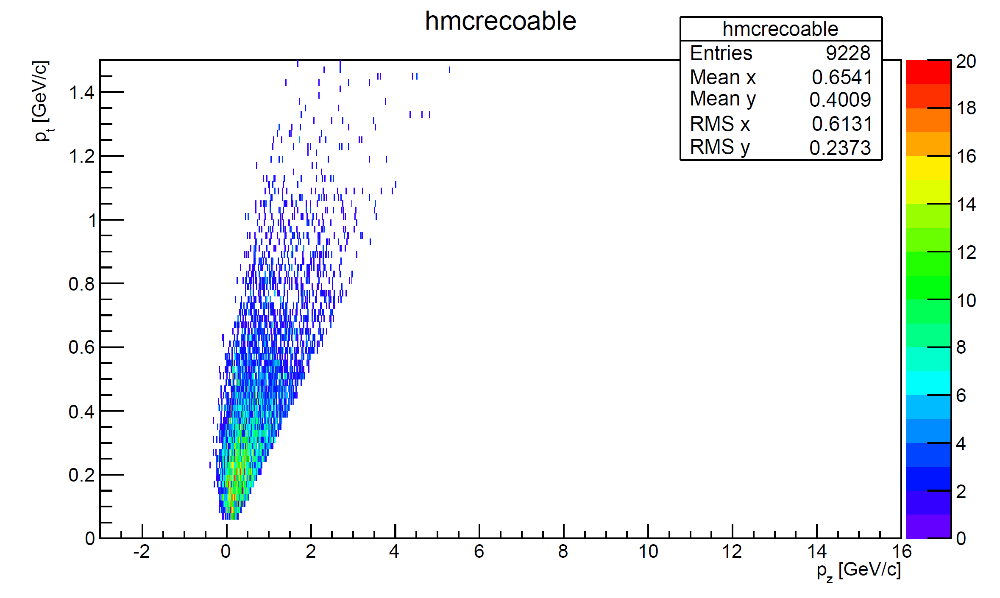 hmcrecoable
hmcrecoable
Entries 9228
Mean x 0.6541
Mean y 0.4009
RMS x 0.6131
RMS y 0.2373
pt [GeV/c]
1.4
1.2
1
0.8
0.6
0.4
0.2
0
-2 0 2 4 6 8 10 12 14 16
pz [GeV/c]
20
18
16
14
12
10
8
6
4
2
0